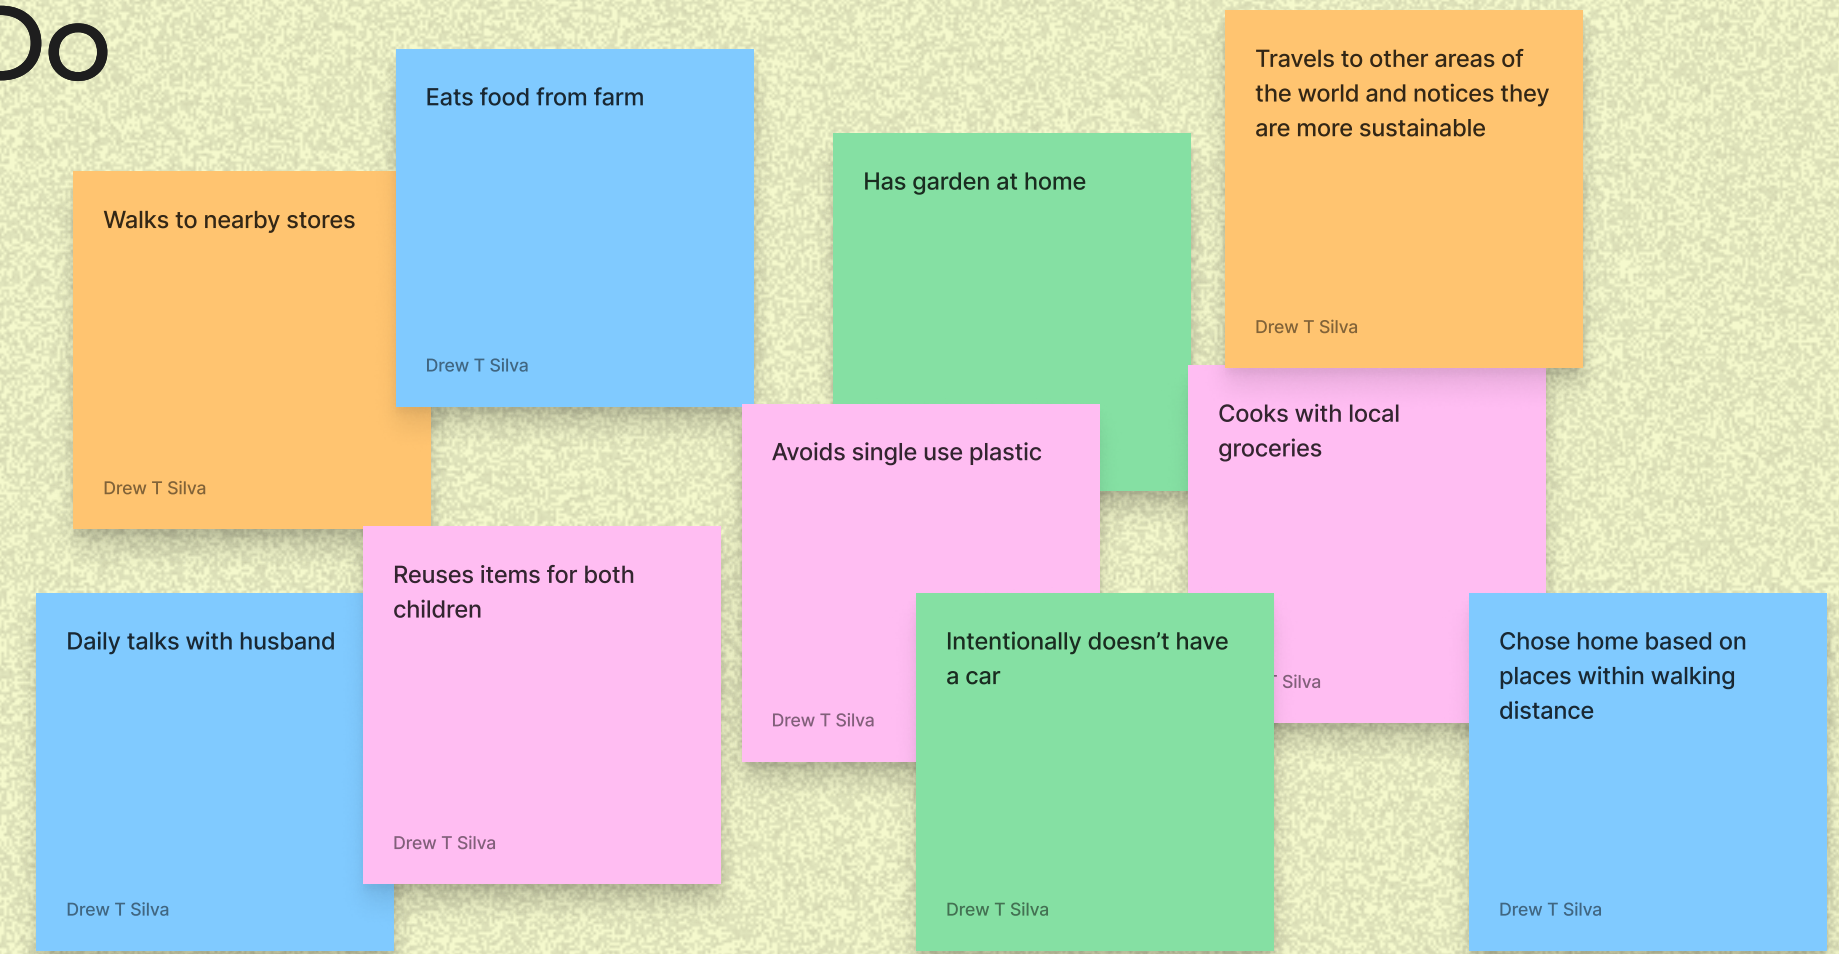 Do
Eats food from farm
Drew T Silva
Walks to nearby stores
Drew T Silva
Has garden at home
Travels to other areas of
the world and notices they
are more sustainable
Drew T Silva
Avoids single use plastic
Drew T Silva
Cooks with local
groceries
T Silva
Reuses items for both
children
Drew T Silva
Daily talks with husband
Drew T Silva
Intentionally doesn’t have
a car
Drew T Silva
Chose home based on
places within walking
distance
Drew T Silva